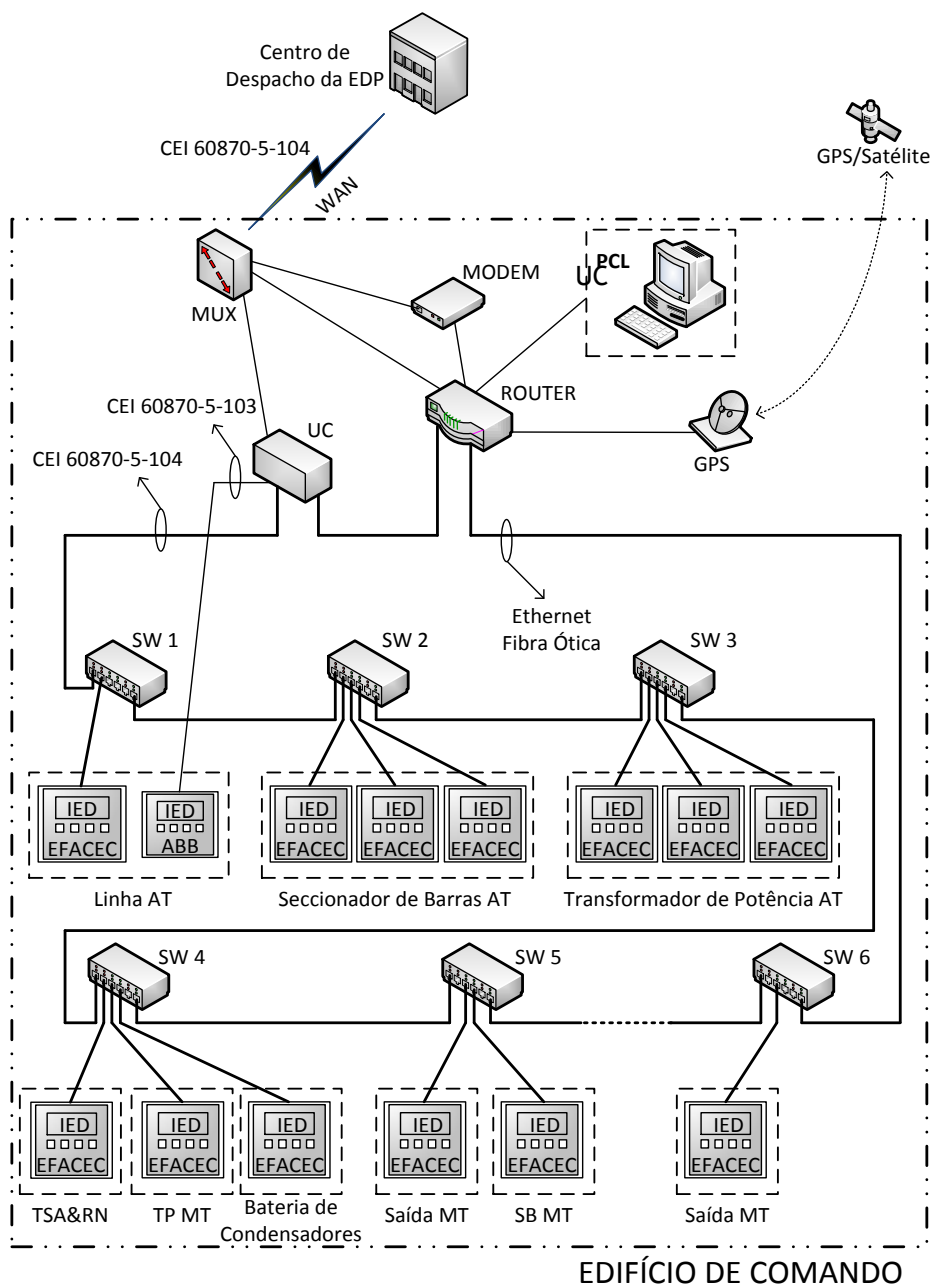 Centro de
Despacho da EDP
CEI 60870-5-104
WAN
GPS/Satélite
MUX
MODEM
UC
PCL
ROUTER
GPS
CEI 60870-5-103
UC
CEI 60870-5-104
Ethernet
Fibra Ótica
SW 1
SW 2
SW 3
IED
EFACEC
IED
ABB
IED
EFACEC
IED
EFACEC
IED
EFACEC
IED
EFACEC
IED
EFACEC
IED
EFACEC
Linha AT
Seccionador de Barras AT
Transformador de Potência AT
SW 4
SW 5
SW 6
IED
EFACEC
IED
EFACEC
IED
EFACEC
IED
EFACEC
IED
EFACEC
IED
EFACEC
TSA&RN
TP MT
Bateria de
Condensadores
Saída MT
SB MT
Saída MT
EDIFÍCIO DE COMANDO